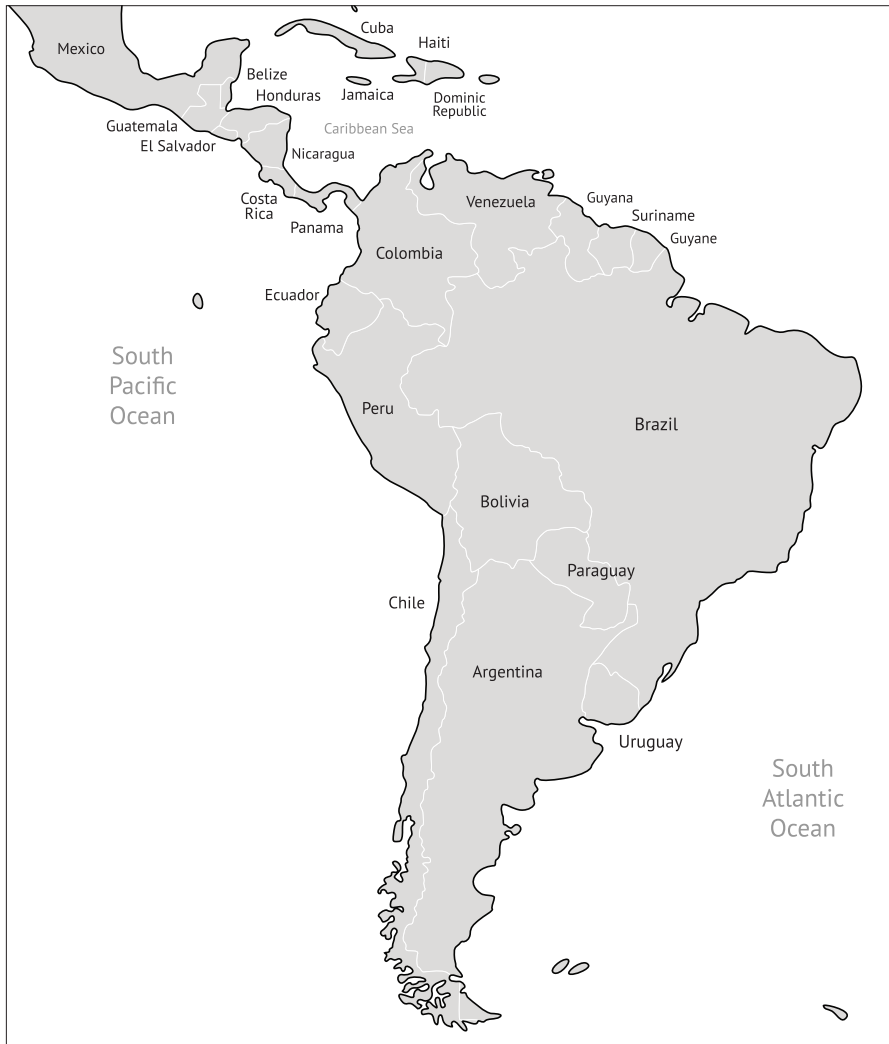 Cuba
Haiti
Mexico
Belize
Honduras
Jamaica
Dominic
Republic
Guatemala
El Salvador
Caribbean Sea
Nicaragua
Costa
Rica
Panama
Venezuela
Guyana
Suriname
Guyane
Colombia
Ecuador
South
Pacific
Ocean
Peru
Brazil
Bolivia
Paraguay
Chile
Argentina
Uruguay
South
Atlantic
Ocean